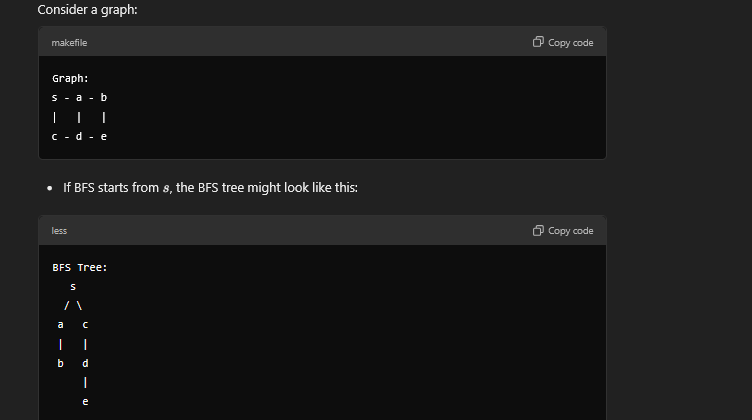 Consider a graph:
makefile Copy code
Graph:
s - a - b
|   |   |
c - d - e
• If BFS starts from s, the BFS tree might look like this:
less Copy code
BFS Tree:
   s
  / \
 a   c
 |   |
 b   d
     |
     e